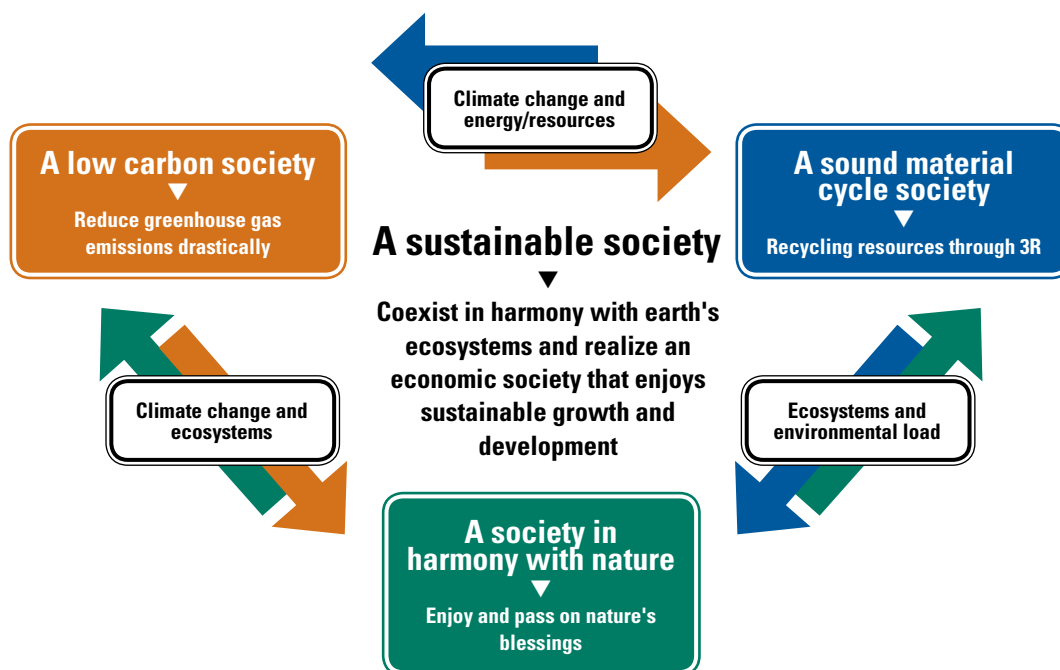 Climate change and
energy/resources
A low carbon society
▼
Reduce greenhouse gas
emissions drastically
A sound material
cycle society
▼
Recycling resources through 3R
A sustainable society
▼
Coexist in harmony with earth's
ecosystems and realize an
economic society that enjoys
sustainable growth and
development
Climate change and
ecosystems
Ecosystems and
environmental load
A society in
harmony with nature
▼
Enjoy and pass on nature's
blessings